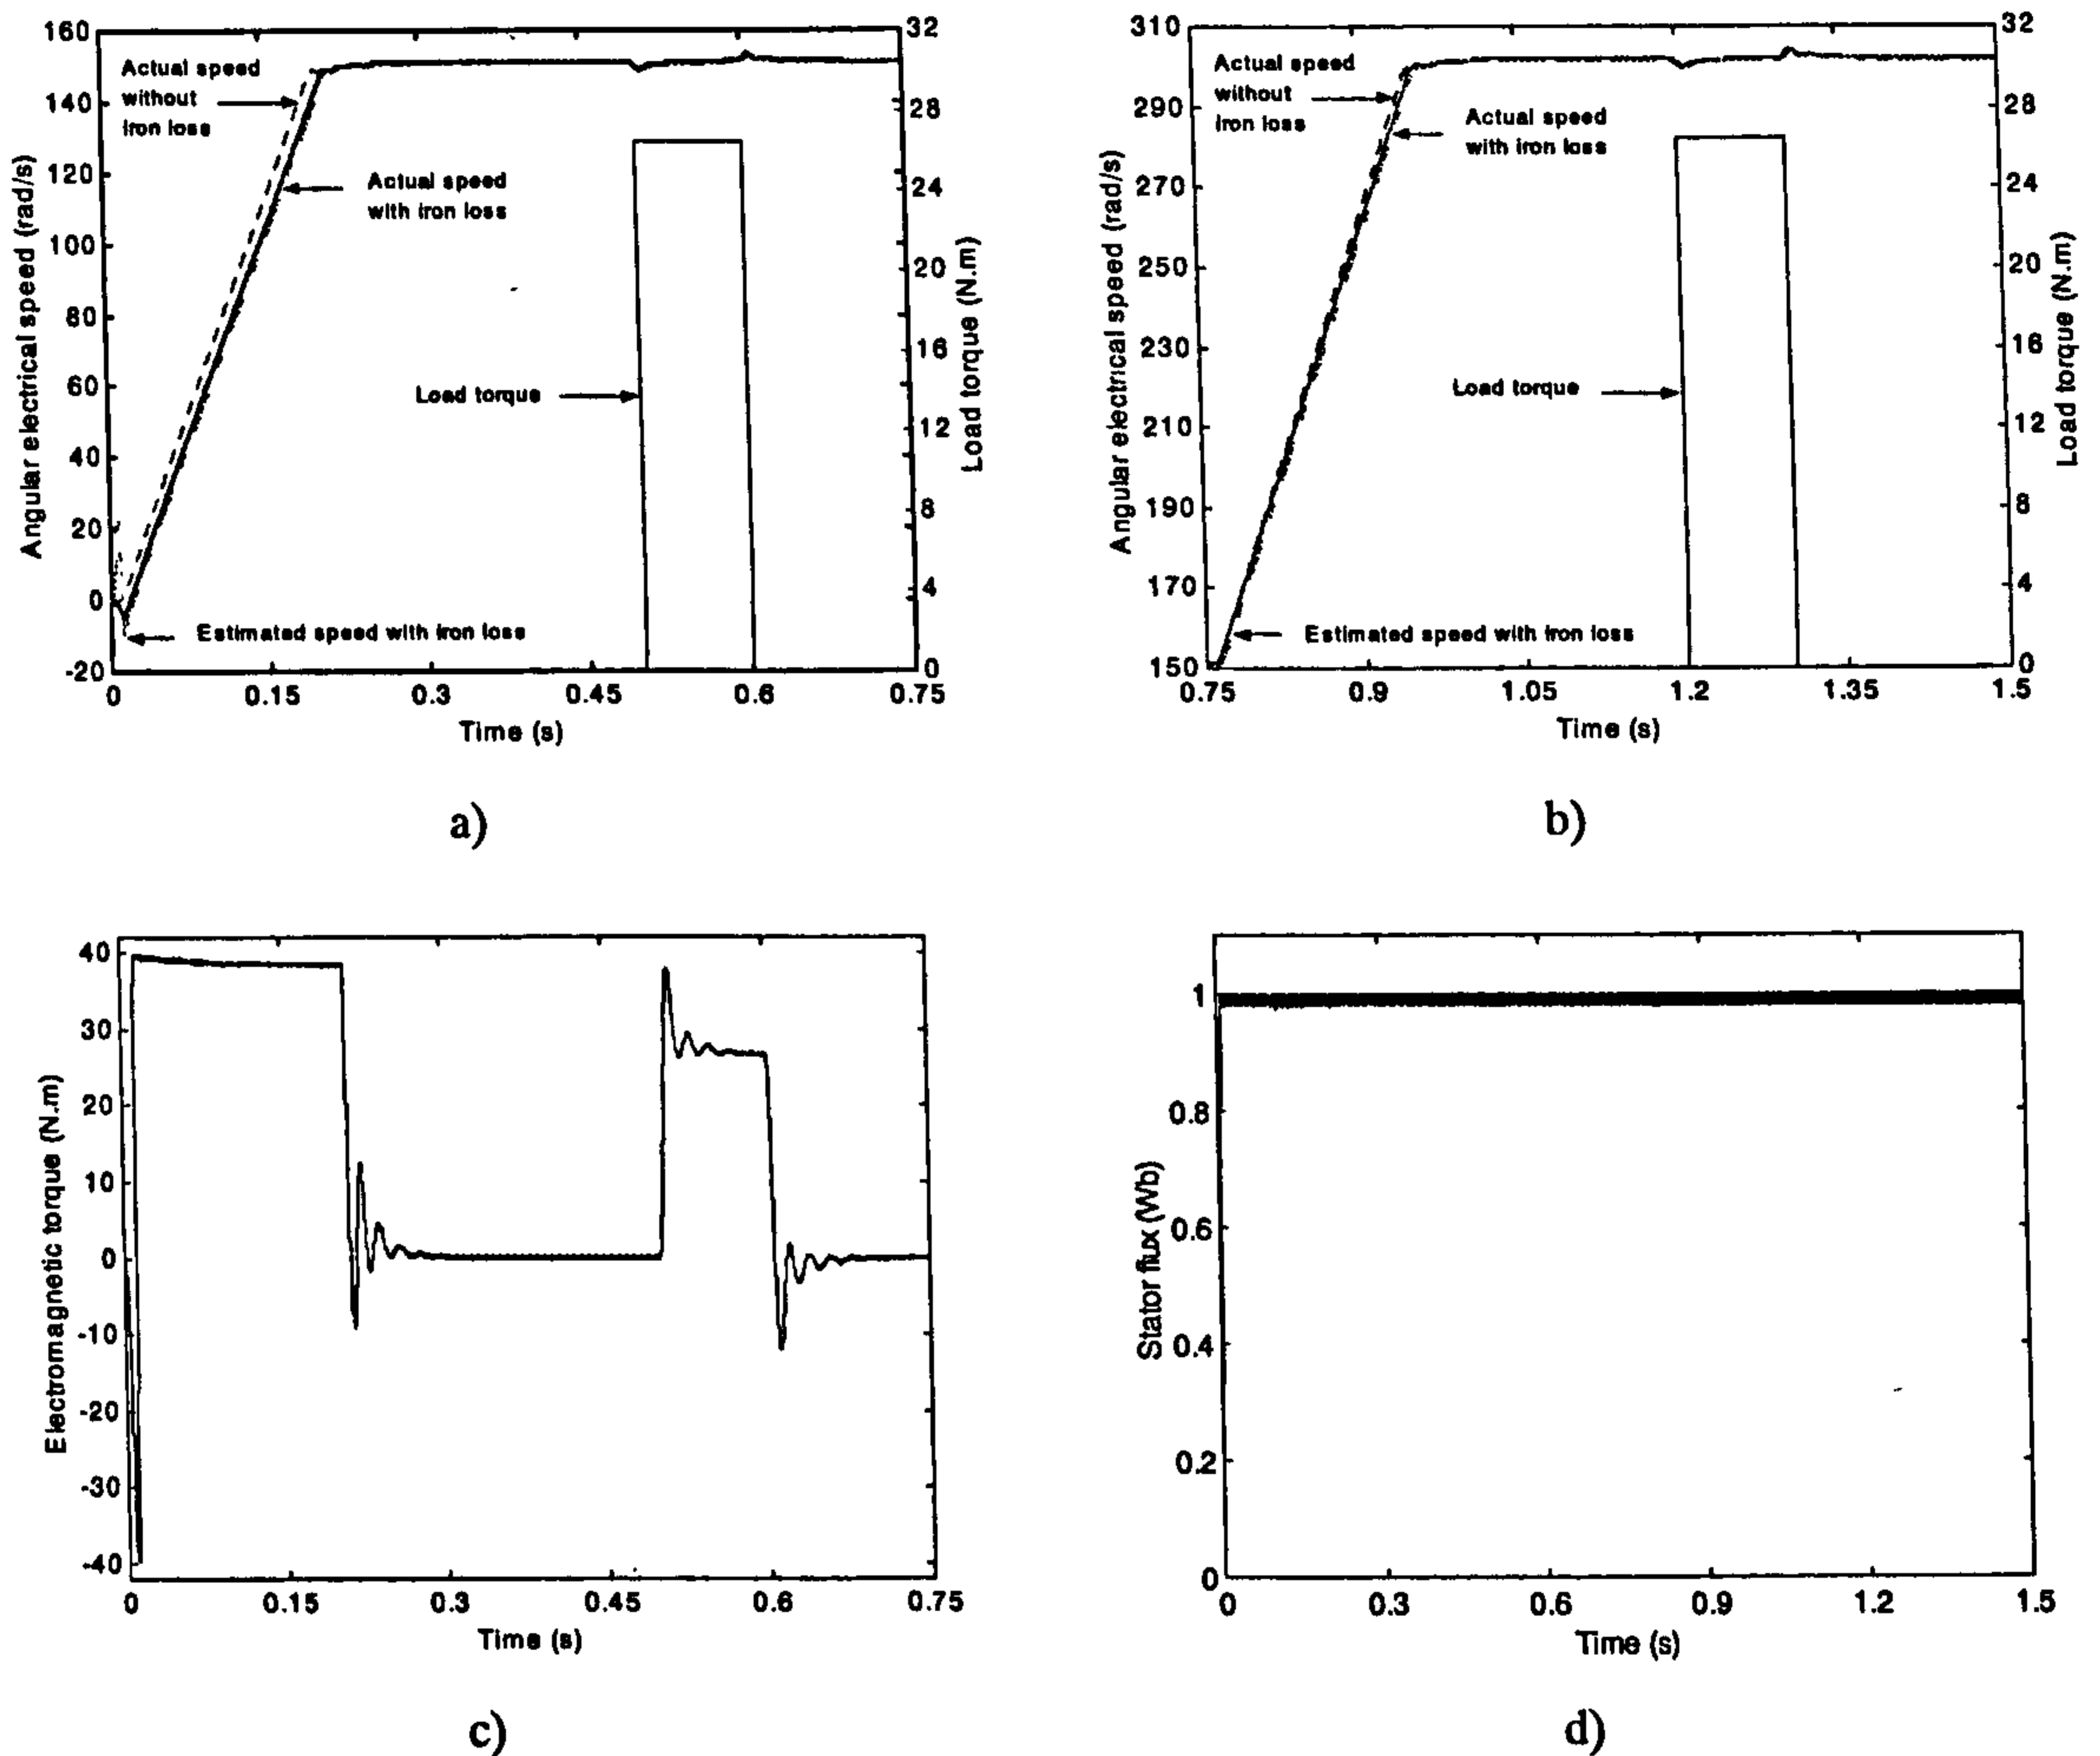 160
140
120
100
80
60
40
20
0
-20
Angular electrical speed (rad/s)
Actual speed
without
iron loss
Actual speed
with iron loss
Load torque
Estimated speed with iron loss
32
28
24
20
16
12
8
4
0
Load torque (N.m)
0
0.15
0.3
0.45
0.6
0.75
Time (s)
a)
310
290
270
250
230
210
190
170
150
Angular electrical speed (rad/s)
Actual speed
without
iron loss
Actual speed
with iron loss
Load torque
Estimated speed with iron loss
32
28
24
20
16
12
8
4
0
Load torque (N.m)
0.75
0.9
1.05
1.2
1.35
1.5
Time (s)
b)
40
30
20
10
0
-10
-20
-30
-40
Electromagnetic torque (N.m)
0
0.15
0.3
0.45
0.6
0.75
Time (s)
c)
1
0.8
0.6
0.4
0.2
0
Stator flux (Wb)
0
0.3
0.6
0.9
1.2
1.5
Time (s)
d)